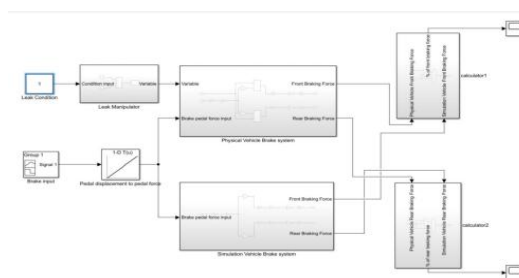 1
Leak Condition
Condition input
Variable
Leak Manipulator
Variable
Brake pedal force input
Front Braking Force
Rear Braking Force
Physical Vehicle Brake system
Group 1
Signal 1
Brake input
1-D T(u)
Pedal displacement to pedal force
Brake pedal force input
Front Braking Force
Rear Braking Force
Simulation Vehicle Brake system
Physical Vehicle Front Braking Force
% of front braking force
Simulation Vehicle Front Braking Force
calculator1
Physical Vehicle Rear Braking Force
% of rear braking force
Simulation Vehicle Rear Braking Force
calculator2